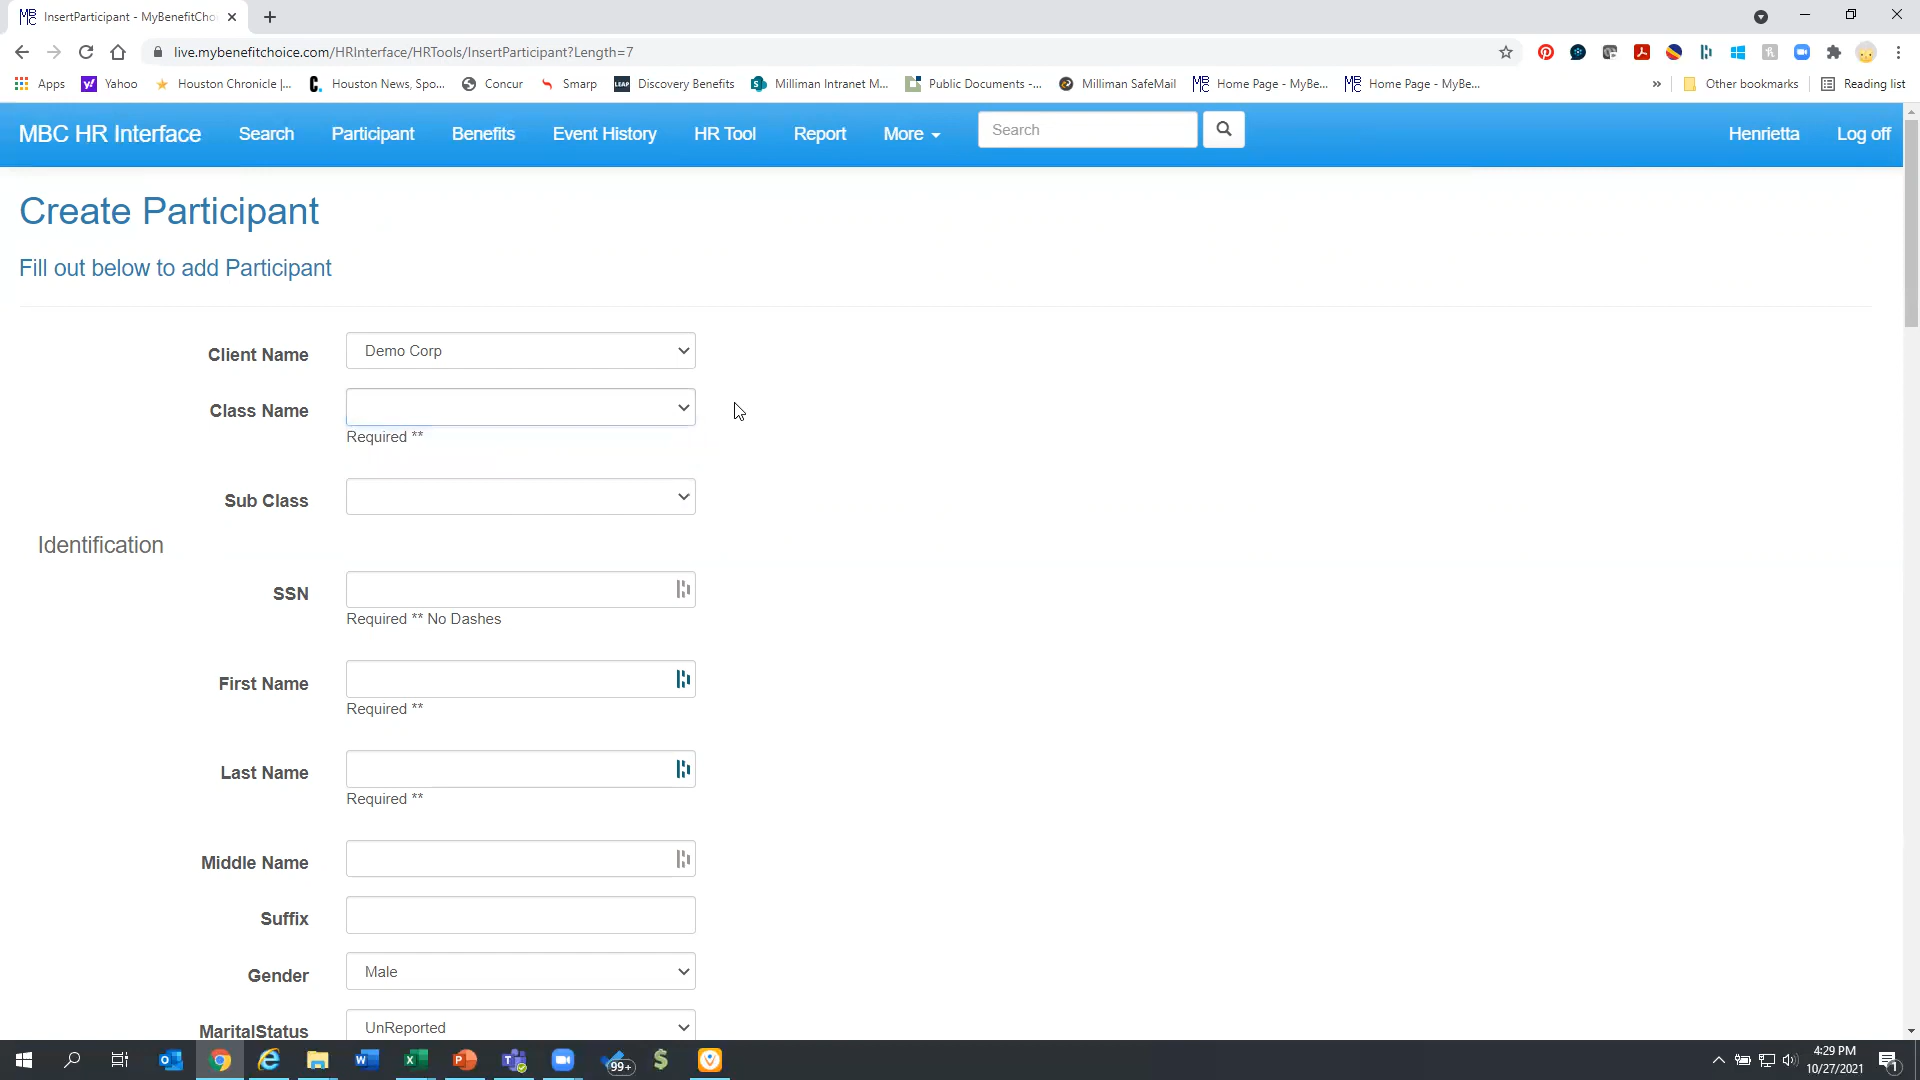 InsertParticipant - MyBenefitCho
live.mybenefitchoice.com/HRInterface/HRTools/InsertParticipant?Length=7
Apps Yahoo Houston Chronicle |... Houston News, Spo... Concur Smarp LEAP Discovery Benefits Milliman Intranet M... Public Documents -... Milliman SafeMail MBC Home Page - MyBe... MBC Home Page - MyBe... » Other bookmarks Reading list
MBC HR Interface Search Participant Benefits Event History HR Tool Report More Search Henrietta Log off
Create Participant
Fill out below to add Participant
Client Name Demo Corp
Class Name
Required **
Sub Class
Identification
SSN
Required ** No Dashes
First Name
Required **
Last Name
Required **
Middle Name
Suffix
Gender Male
MaritalStatus UnReported
99+
4:29 PM
10/27/2021
1